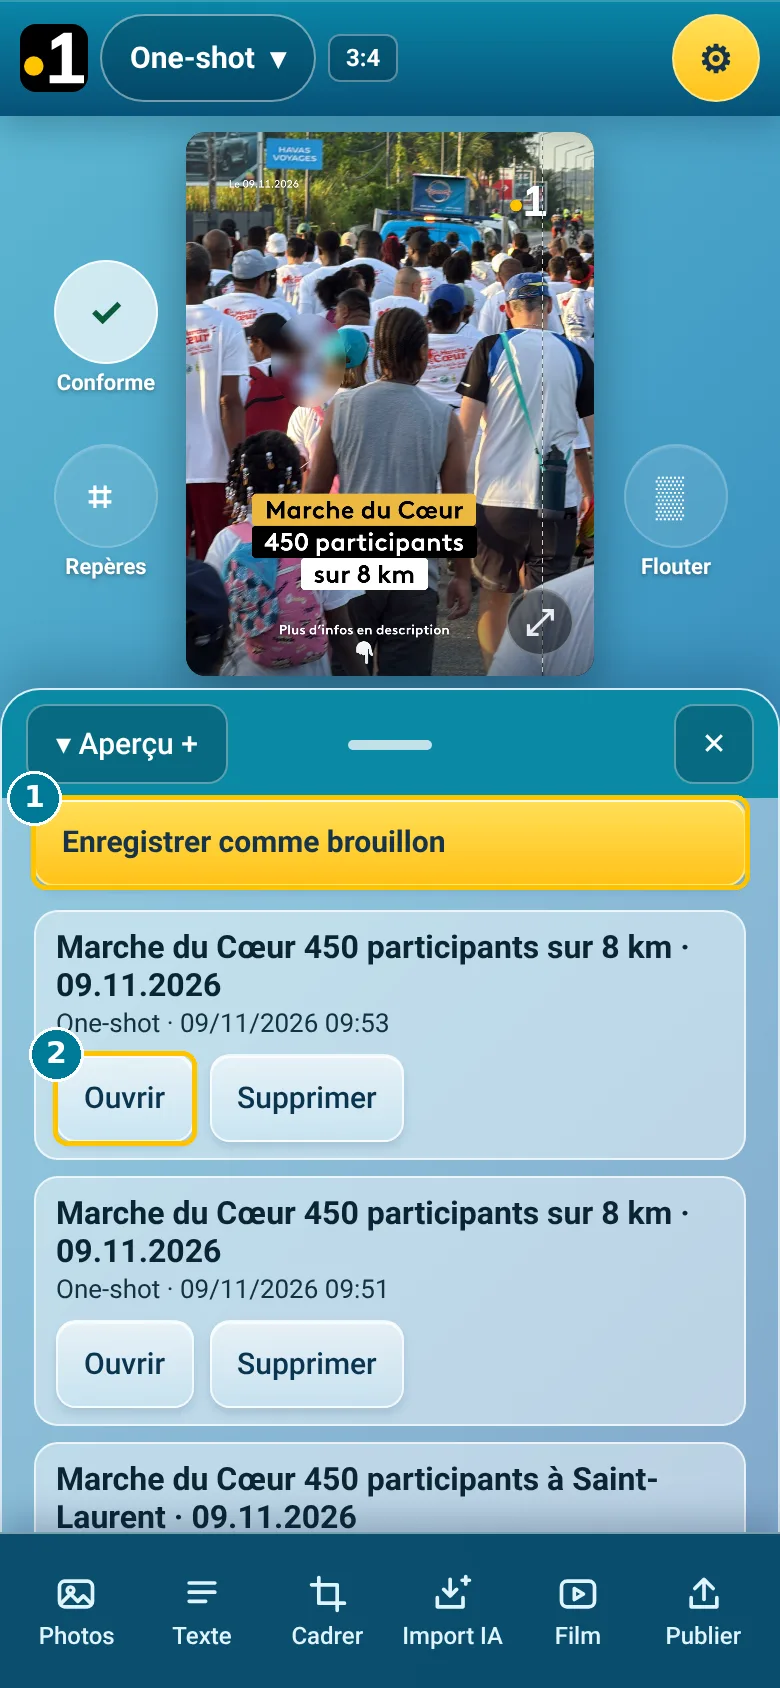 1
One-shot ▼
3:4
HAVAS
VOYAGES
Le 09.11.2026
1
Conforme
Repères
Flouter
Marche du Cœur
450 participants
sur 8 km
Plus d'infos en description
▾ Aperçu +
✕
1
Enregistrer comme brouillon
Marche du Cœur 450 participants sur 8 km ·
09.11.2026
One-shot · 09/11/2026 09:53
2
Ouvrir
Supprimer
Marche du Cœur 450 participants sur 8 km ·
09.11.2026
One-shot · 09/11/2026 09:51
Ouvrir
Supprimer
Marche du Cœur 450 participants à Saint-
Laurent · 09.11.2026
Photos
Texte
Cadrer
Import IA
Film
Publier